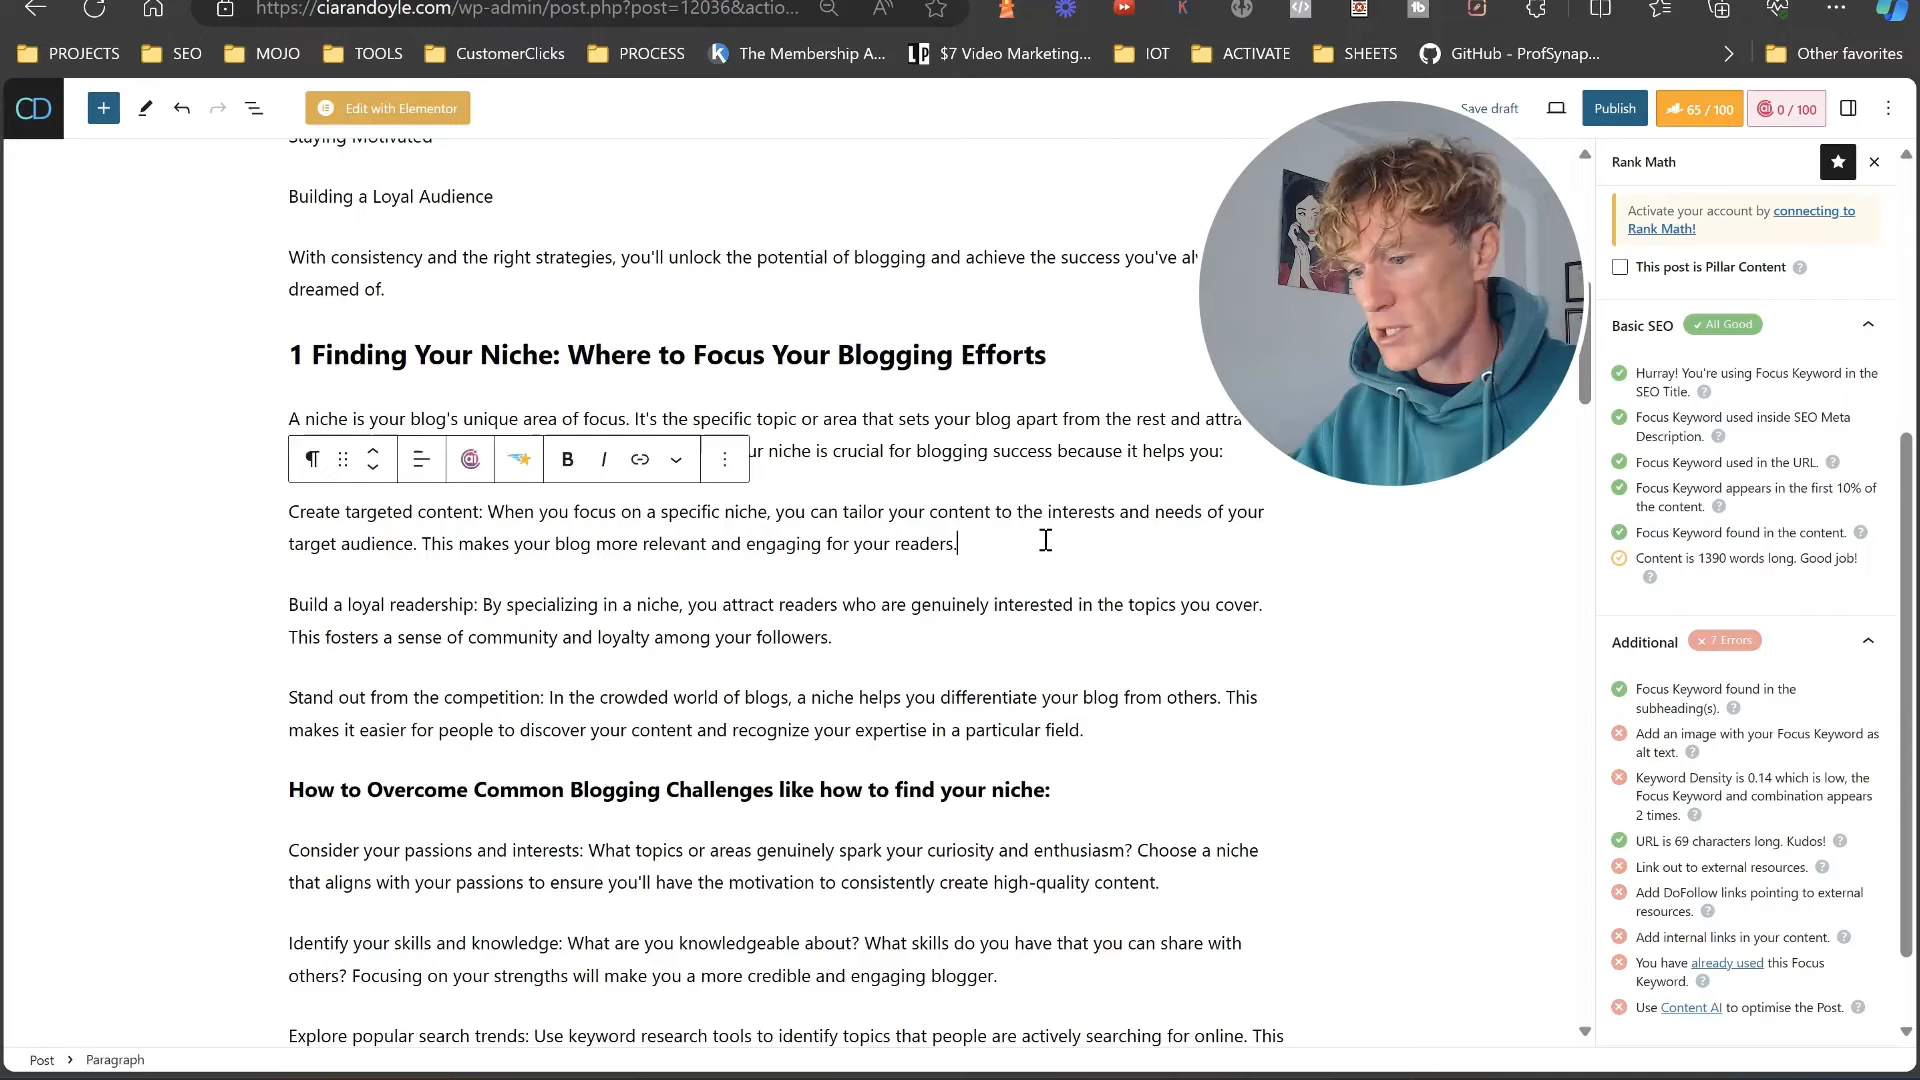 https://ciarandoyle.com/wp-admin/post.php?post=12036&actio...
PROJECTS
SEO
MOJO
TOOLS
CustomerClicks
PROCESS
The Membership A...
$7 Video Marketing...
IOT
ACTIVATE
SHEETS
GitHub - ProfSynap...
Other favorites
CD
Edit with Elementor
Save draft
Publish
65 / 100
0 / 100
Staying Motivated
Building a Loyal Audience
With consistency and the right strategies, you'll unlock the potential of blogging and achieve the success you've al
dreamed of.
1 Finding Your Niche: Where to Focus Your Blogging Efforts
A niche is your blog's unique area of focus. It's the specific topic or area that sets your blog apart from the rest and attra
ur niche is crucial for blogging success because it helps you:
B I
Create targeted content: When you focus on a specific niche, you can tailor your content to the interests and needs of your
target audience. This makes your blog more relevant and engaging for your readers.
Build a loyal readership: By specializing in a niche, you attract readers who are genuinely interested in the topics you cover.
This fosters a sense of community and loyalty among your followers.
Stand out from the competition: In the crowded world of blogs, a niche helps you differentiate your blog from others. This
makes it easier for people to discover your content and recognize your expertise in a particular field.
How to Overcome Common Blogging Challenges like how to find your niche:
Consider your passions and interests: What topics or areas genuinely spark your curiosity and enthusiasm? Choose a niche
that aligns with your passions to ensure you'll have the motivation to consistently create high-quality content.
Identify your skills and knowledge: What are you knowledgeable about? What skills do you have that you can share with
others? Focusing on your strengths will make you a more credible and engaging blogger.
Explore popular search trends: Use keyword research tools to identify topics that people are actively searching for online. This
Post
Paragraph
Rank Math
Activate your account by connecting to
Rank Math!
This post is Pillar Content
Basic SEO
All Good
Hurray! You're using Focus Keyword in the
SEO Title.
Focus Keyword used inside SEO Meta
Description.
Focus Keyword used in the URL.
Focus Keyword appears in the first 10% of
the content.
Focus Keyword found in the content.
Content is 1390 words long. Good job!
Additional
7 Errors
Focus Keyword found in the
subheading(s).
Add an image with your Focus Keyword as
alt text.
Keyword Density is 0.14 which is low, the
Focus Keyword and combination appears
2 times.
URL is 69 characters long. Kudos!
Link out to external resources.
Add DoFollow links pointing to external
resources.
Add internal links in your content.
You have already used this Focus
Keyword.
Use Content AI to optimise the Post.